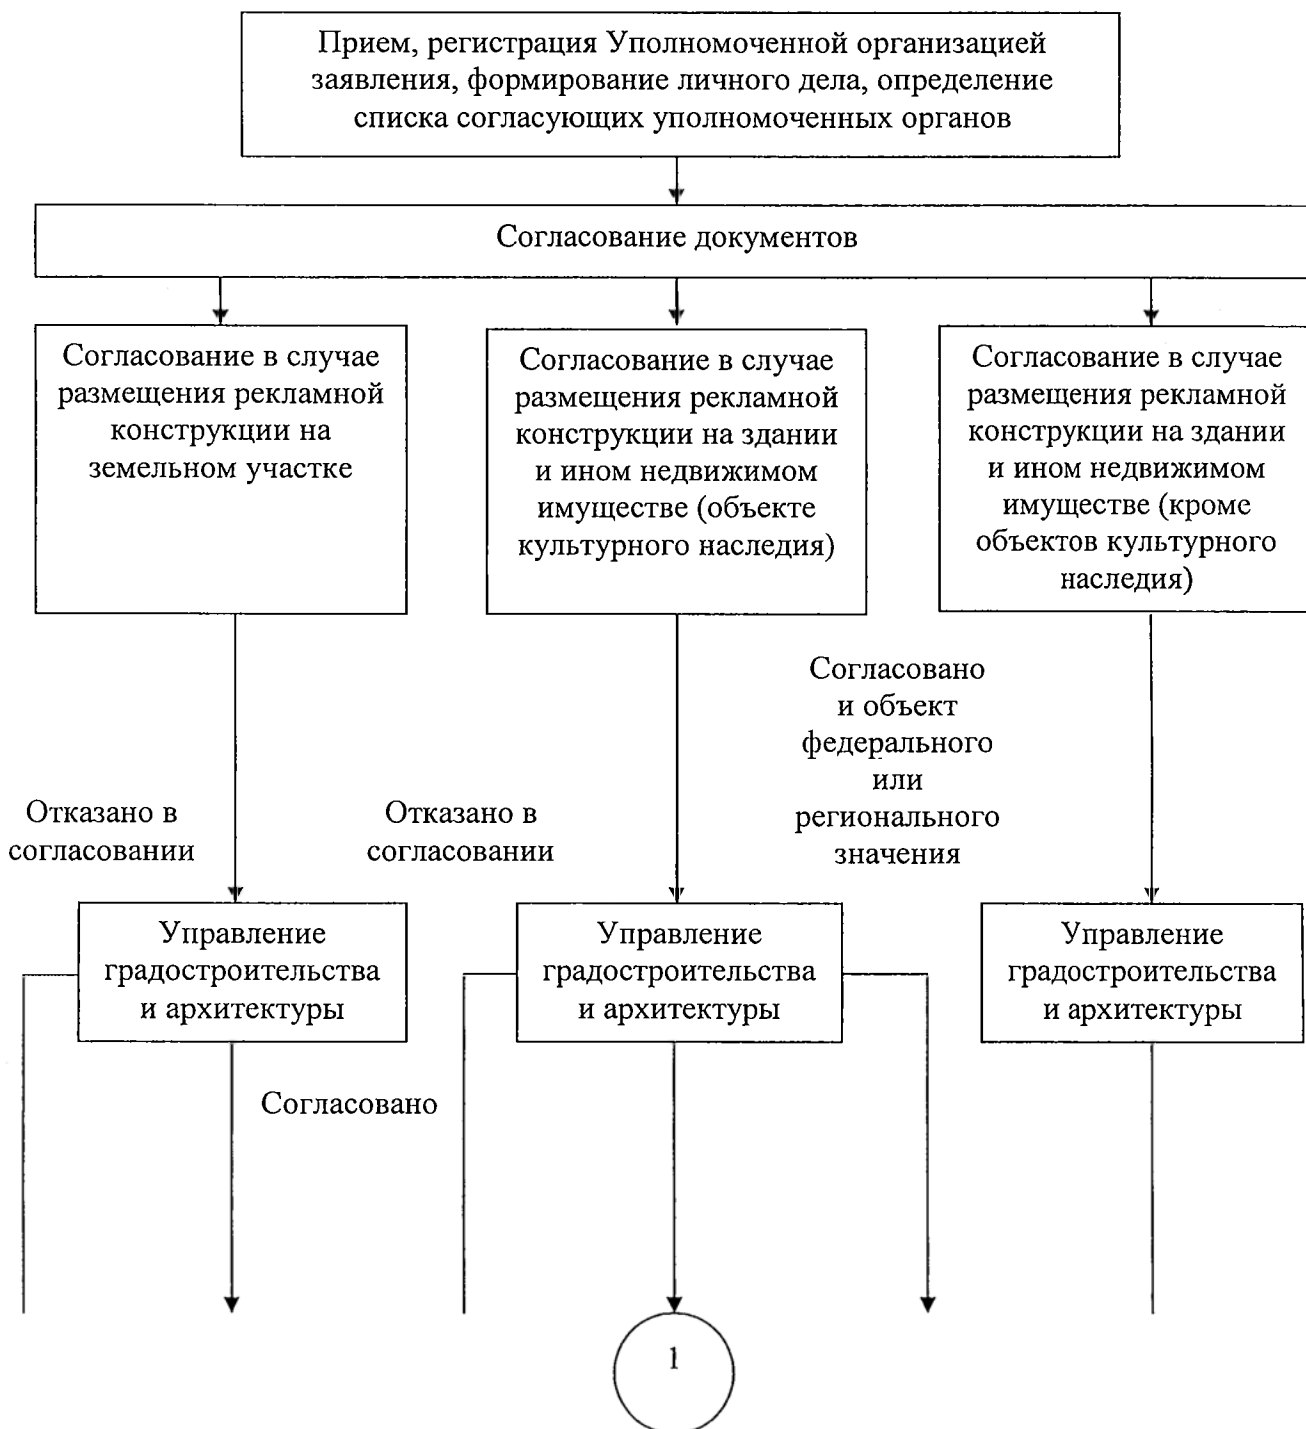 Прием, регистрация Уполномоченной организацией
заявления, формирование личного дела, определение
списка согласующих уполномоченных органов
Согласование документов
Согласование в случае
размещения рекламной
конструкции на
земельном участке
Согласование в случае
размещения рекламной
конструкции на здании
и ином недвижимом
имуществе (объекте
культурного наследия)
Согласование в случае
размещения рекламной
конструкции на здании
и ином недвижимом
имуществе (кроме
объектов культурного
наследия)
Отказано в
согласовании
Отказано в
согласовании
Согласовано
и объект
федерального
или
регионального
значения
Управление
градостроительства
и архитектуры
Управление
градостроительства
и архитектуры
Управление
градостроительства
и архитектуры
Согласовано
1